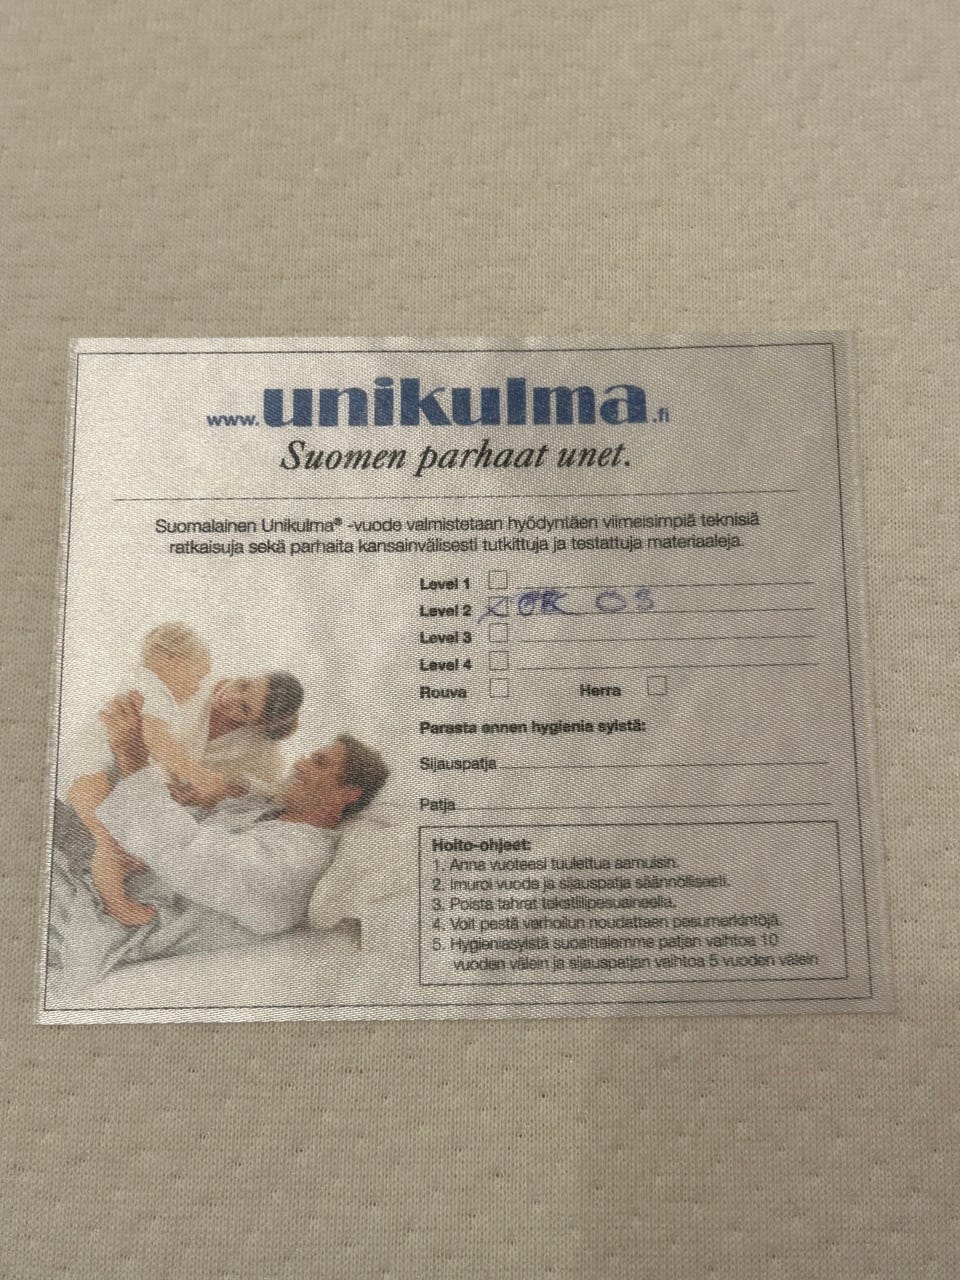 www.unikulma.fi
Suomen parhaat unet.
Suomalainen Unikulma® -vuode valmistetaan hyödyntäen viimeisimpiä teknisiä
ratkaisuja sekä parhaita kansainvälisesti tutkittuja ja testattuja materiaaleja.
Level 1
Level 2
Level 3
Level 4
Rouva Herra
Parasta ennen hygienia syistä:
Sijauspatja
Patja
Hoito-ohjeet:
1. Anna vuoteesi tuulettua aamuisin.
2. Imuroi vuode ja sijauspatja säännöllisesti.
3. Poista tahrat tekstiilipesuaineella.
4. Voit pestä verhoilun noudattaen pesumerkintöjä.
5. Hygieniasyistä suosittelemme patjan vaihtoa 10
vuoden välein ja sijauspatjan vaihtoa 5 vuoden välein